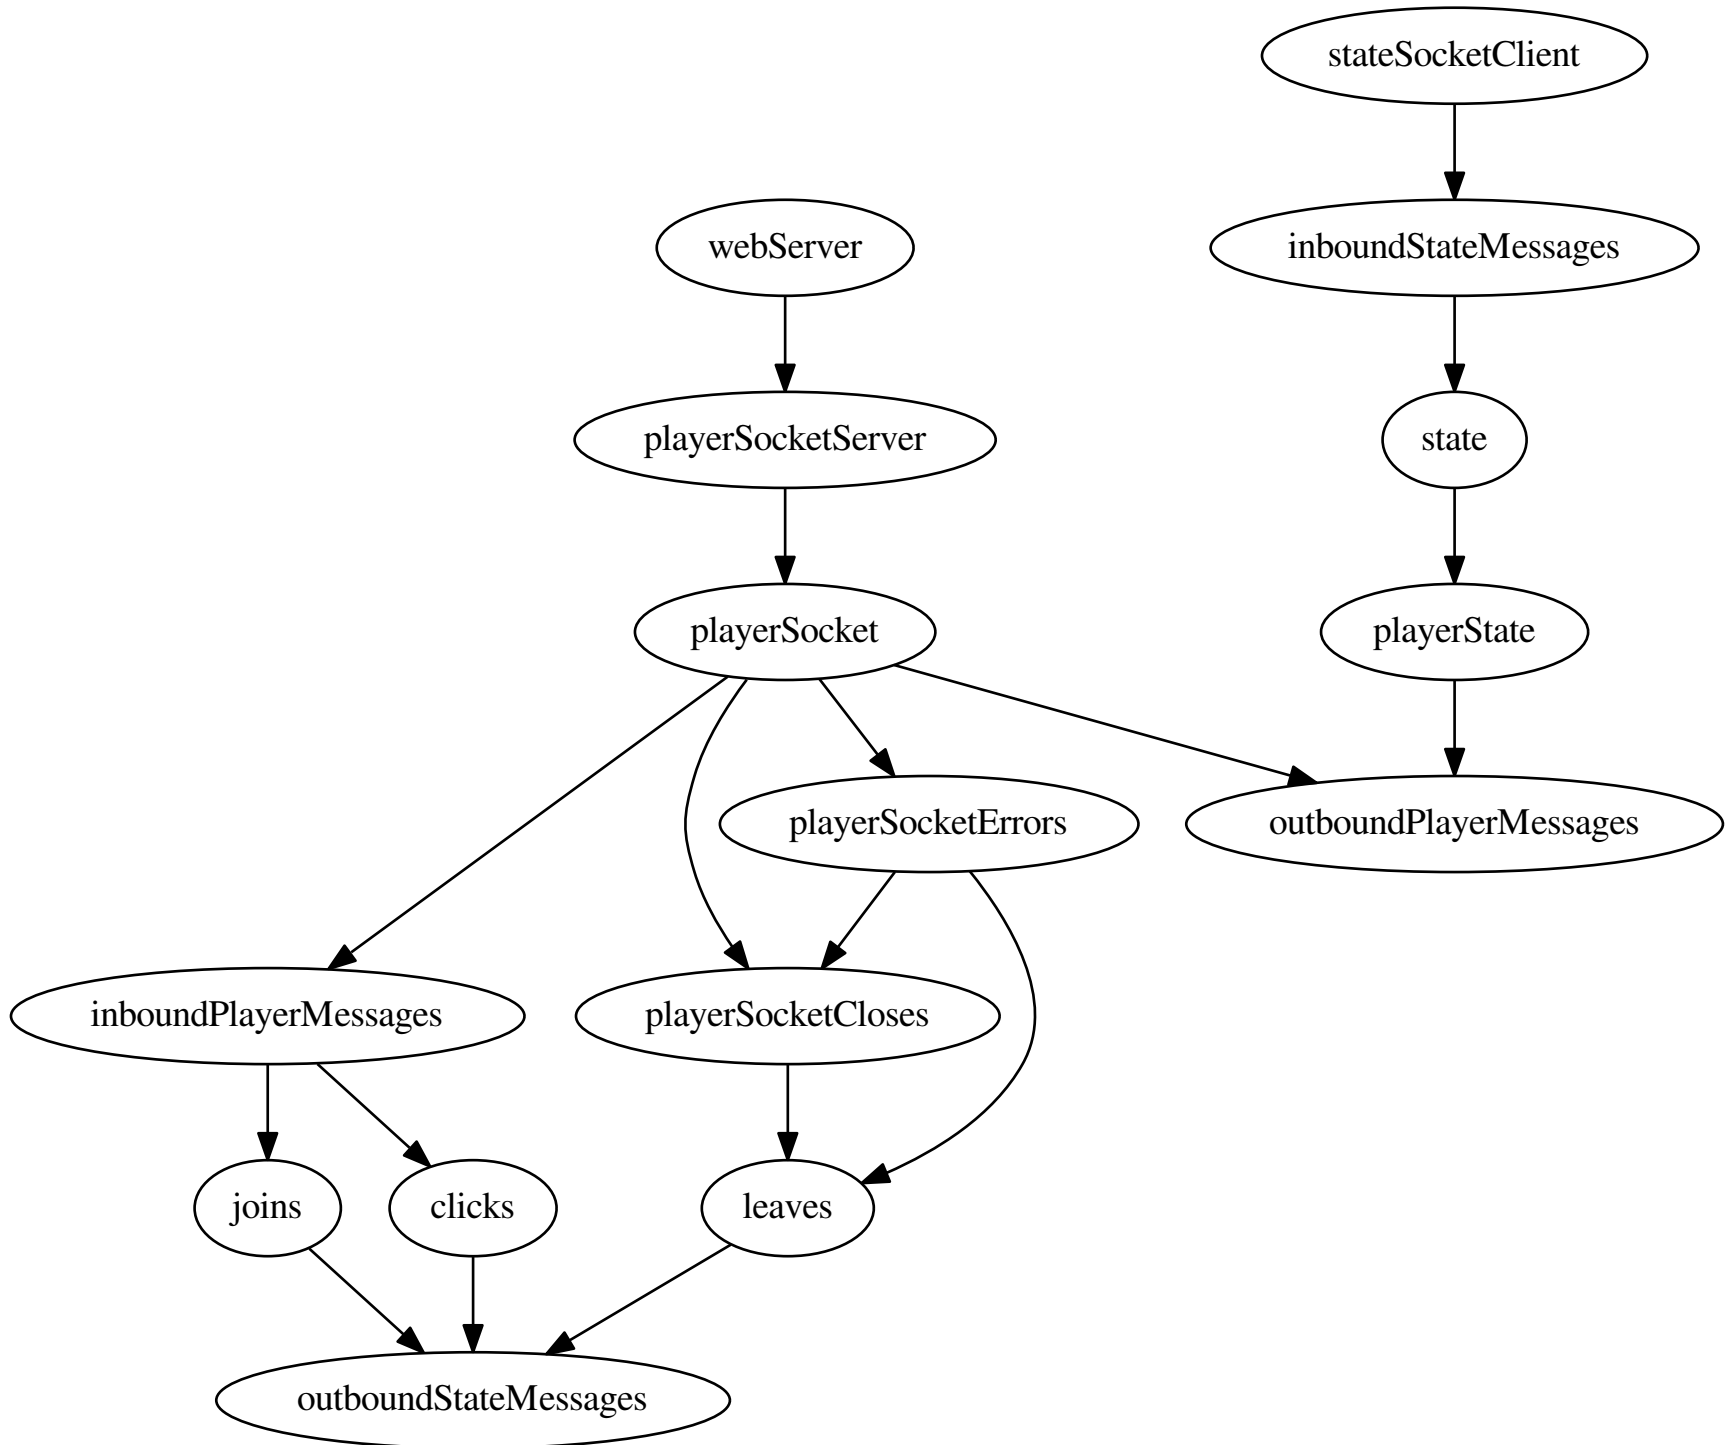 stateSocketClient
webServer
inboundStateMessages
playerSocketServer
state
playerSocket
playerState
playerSocketErrors
outboundPlayerMessages
inboundPlayerMessages
playerSocketCloses
joins
clicks
leaves
outboundStateMessages